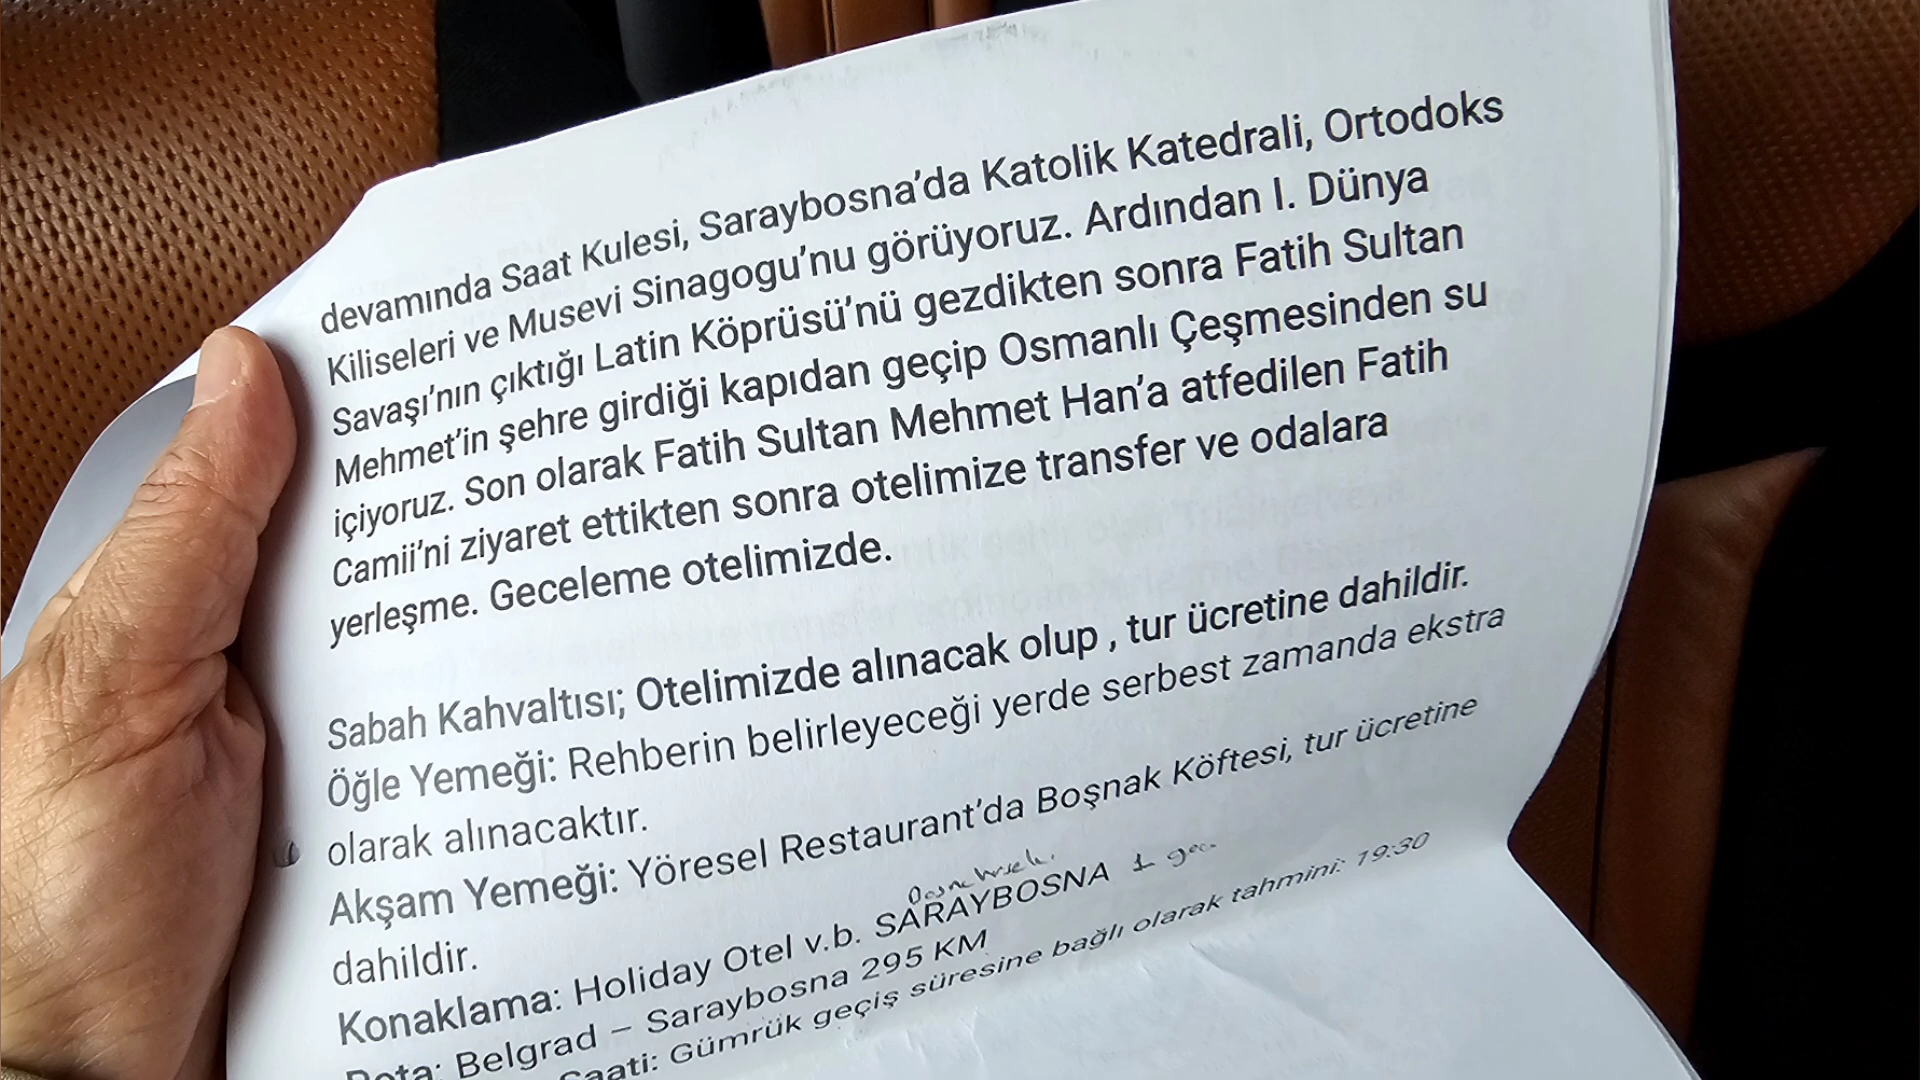 devamında Saat Kulesi, Saraybosna'da Katolik Katedrali, Ortodoks
Kiliseleri ve Musevi Sinagogu'nu görüyoruz. Ardından I. Dünya
Savaşı'nın çıktığı Latin Köprüsü'nü gezdikten sonra Fatih Sultan
Mehmet'in şehre girdiği kapıdan geçip Osmanlı Çeşmesinden su
içiyoruz. Son olarak Fatih Sultan Mehmet Han'a atfedilen Fatih
Camii'ni ziyaret ettikten sonra otelimize transfer ve odalara
yerleşme. Geceleme otelimizde.
Sabah Kahvaltısı; Otelimizde alınacak olup , tur ücretine dahildir.
Öğle Yemeği: Rehberin belirleyeceği yerde serbest zamanda ekstra
olarak alınacaktır.
Akşam Yemeği: Yöresel Restaurant'da Boşnak Köftesi, tur ücretine
dahildir.
Konaklama: Holiday Otel v.b. SARAYBOSNA 1
Rota: Belgrad – Saraybosna 295 KM
Saati: Gümrük geçiş süresine bağlı olarak tahmini: 19:30